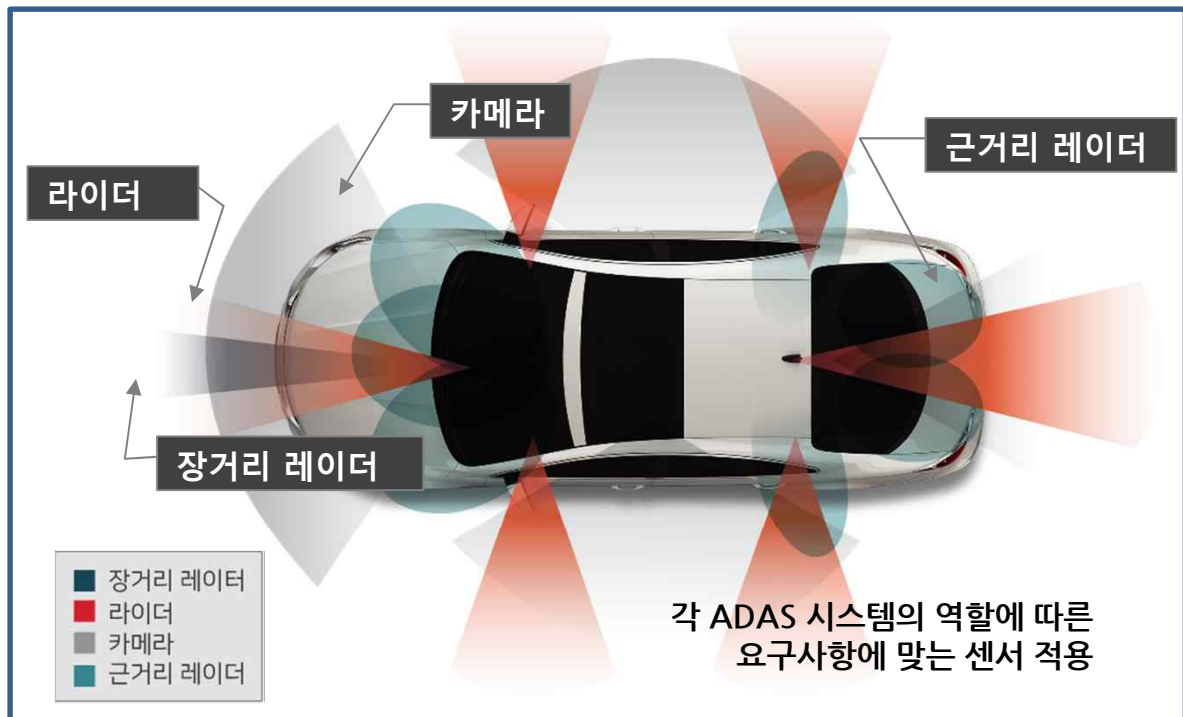 카메라
근거리 레이더
라이더
장거리 레이더
장거리 레이터
라이더
카메라
근거리 레이더
각 ADAS 시스템의 역할에 따른
요구사항에 맞는 센서 적용